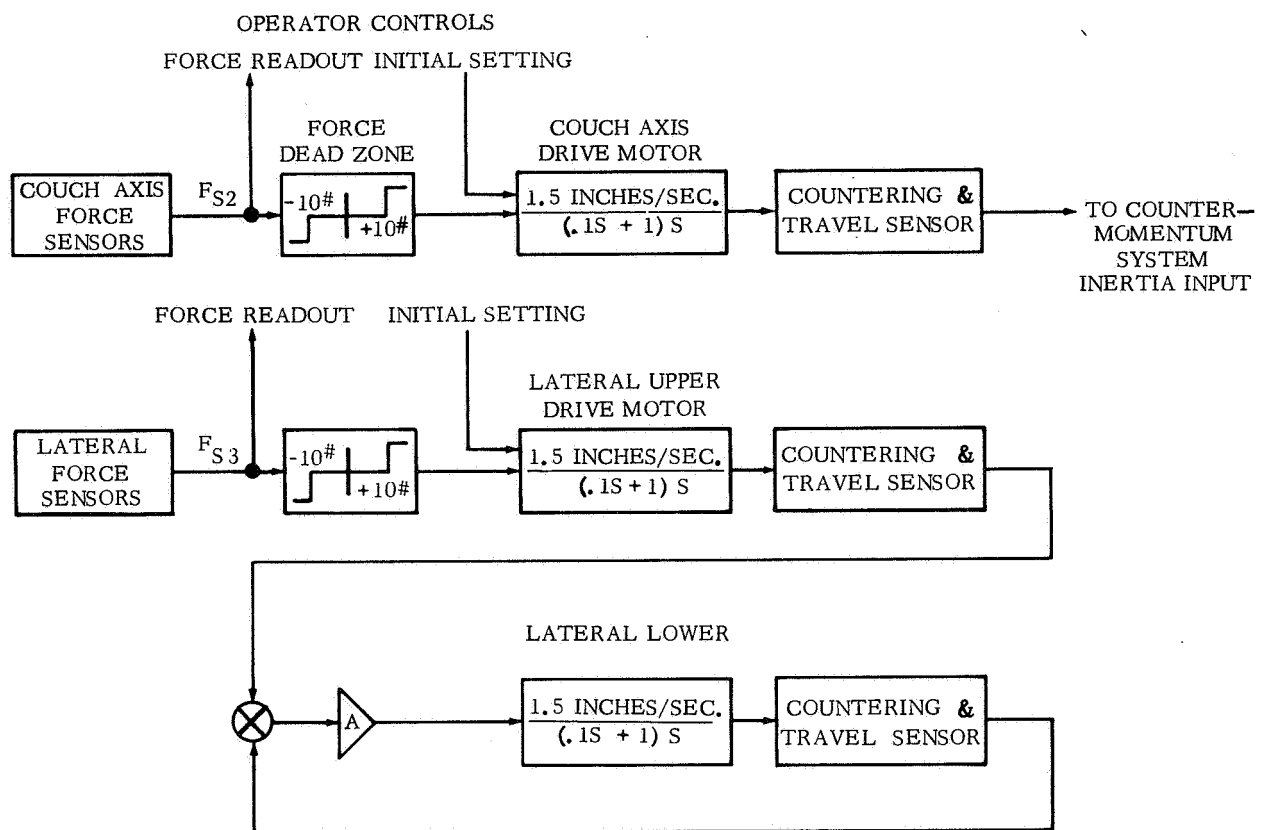 OPERATOR CONTROLS
FORCE READOUT INITIAL SETTING
FORCE
DEAD ZONE
COUCH AXIS
DRIVE MOTOR
COUCH AXIS
FORCE
SENSORS
F S2
-10#
+10#
1.5 INCHES/SEC.
(.1S + 1) S
COUNTERING &
TRAVEL SENSOR
TO COUNTER-
MOMENTUM
SYSTEM
INERTIA INPUT
FORCE READOUT INITIAL SETTING
LATERAL UPPER
DRIVE MOTOR
LATERAL
FORCE
SENSORS
F S3
-10#
+10#
1.5 INCHES/SEC.
(.1S + 1) S
COUNTERING &
TRAVEL SENSOR
LATERAL LOWER
A
1.5 INCHES/SEC.
(.1S + 1) S
COUNTERING &
TRAVEL SENSOR